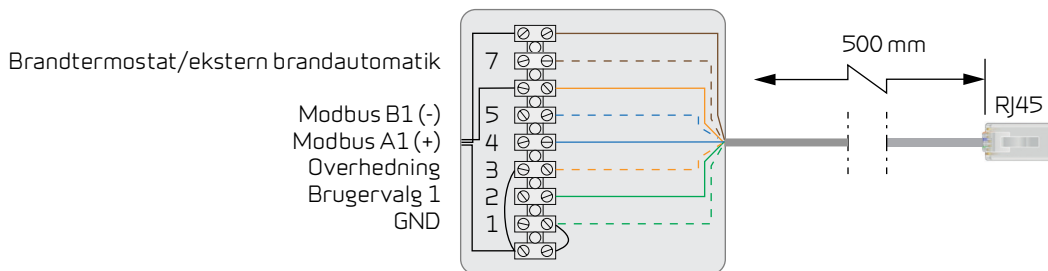 Brandtermostat/ekstern brandautomatik 7
Modbus B1 (-) 5
Modbus A1 (+) 4
Overhedning 3
Brugervalg 1 2
GND 1
500 mm
RJ45